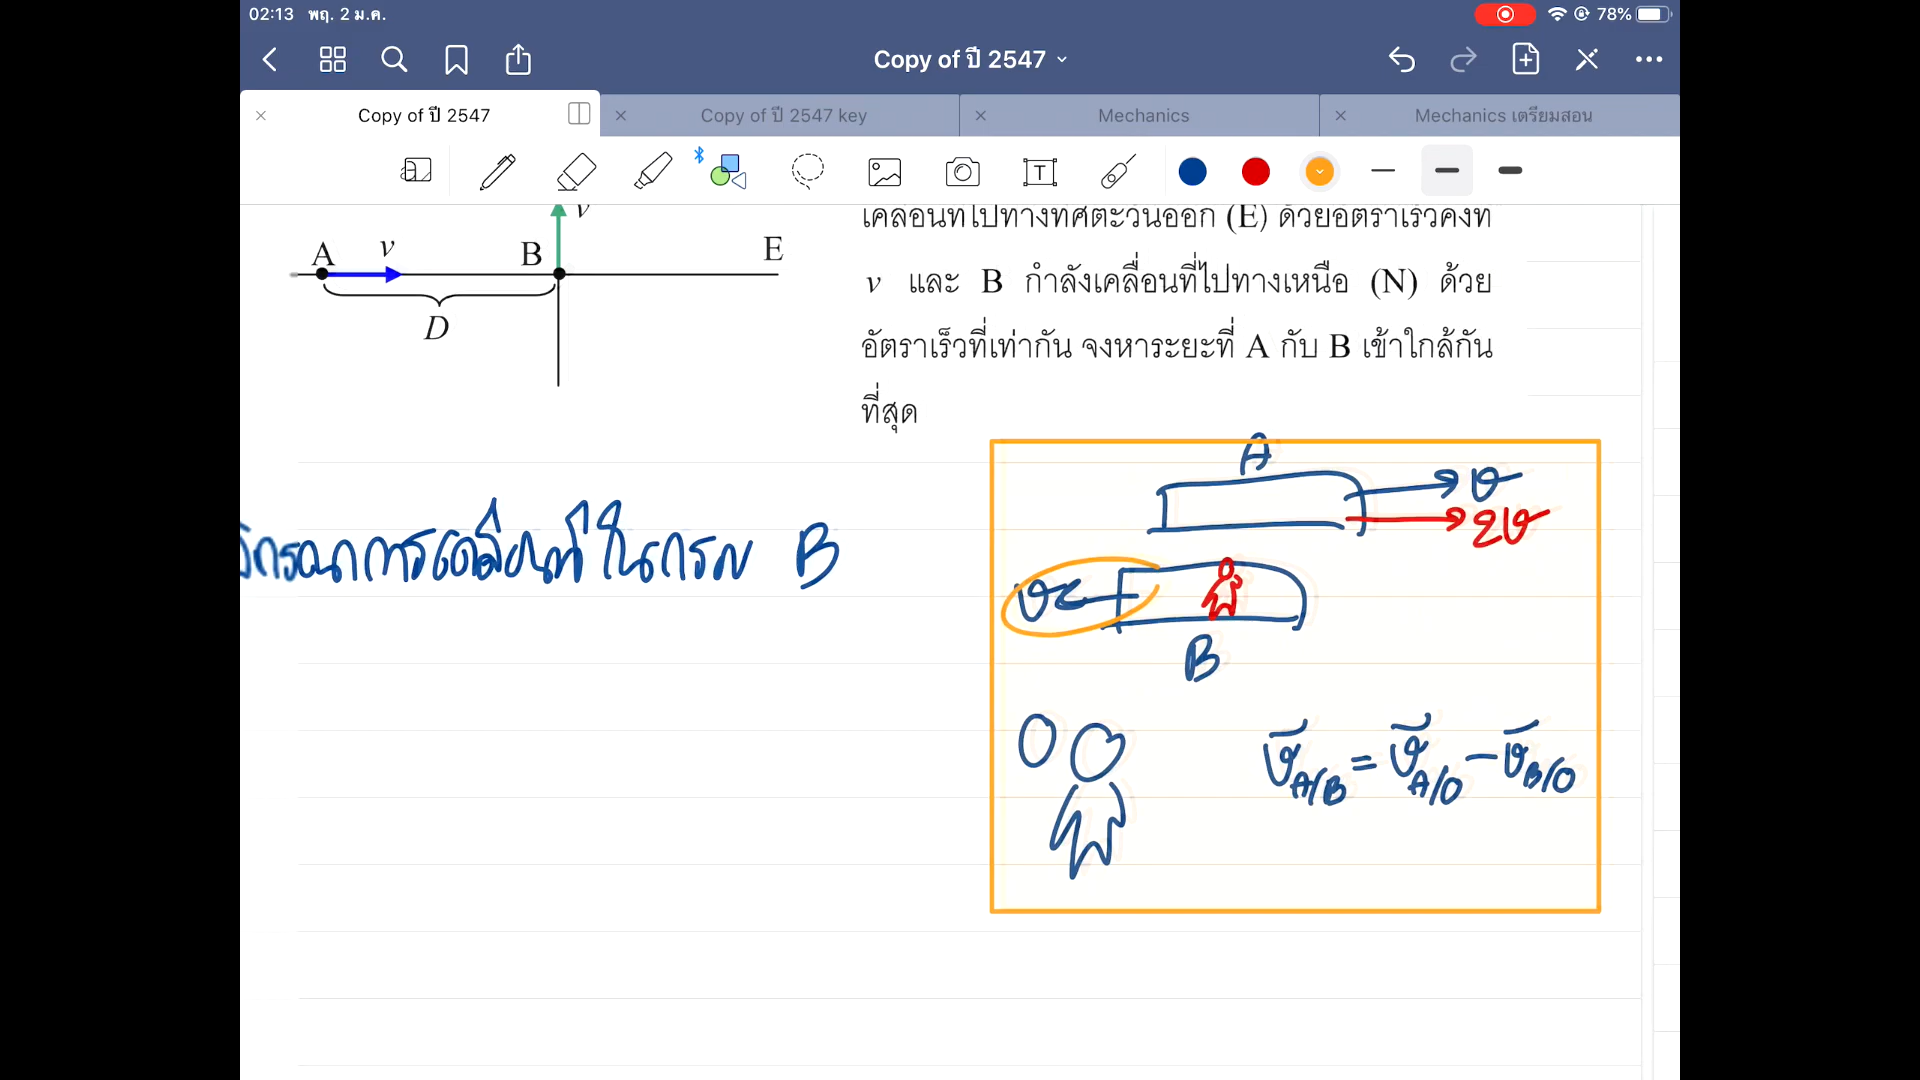 02:13 พฤ. 2 ม.ค.
78%
Copy of ปี 2547
Copy of ปี 2547
Copy of ปี 2547 key
Mechanics
Mechanics เตรียมสอน
T
v
A v B E
D
เคลื่อนที่ไปทางทิศตะวันออก (E) ด้วยอัตราเร็วคงที่
v และ B กำลังเคลื่อนที่ไปทางเหนือ (N) ด้วย
อัตราเร็วที่เท่ากัน จงหาระยะที่ A กับ B เข้าใกล้กัน
ที่สุด
การเคลื่อนที่ในกรอบ B
A
v
2v
v
B
O
v A/B = v A/O - v B/O